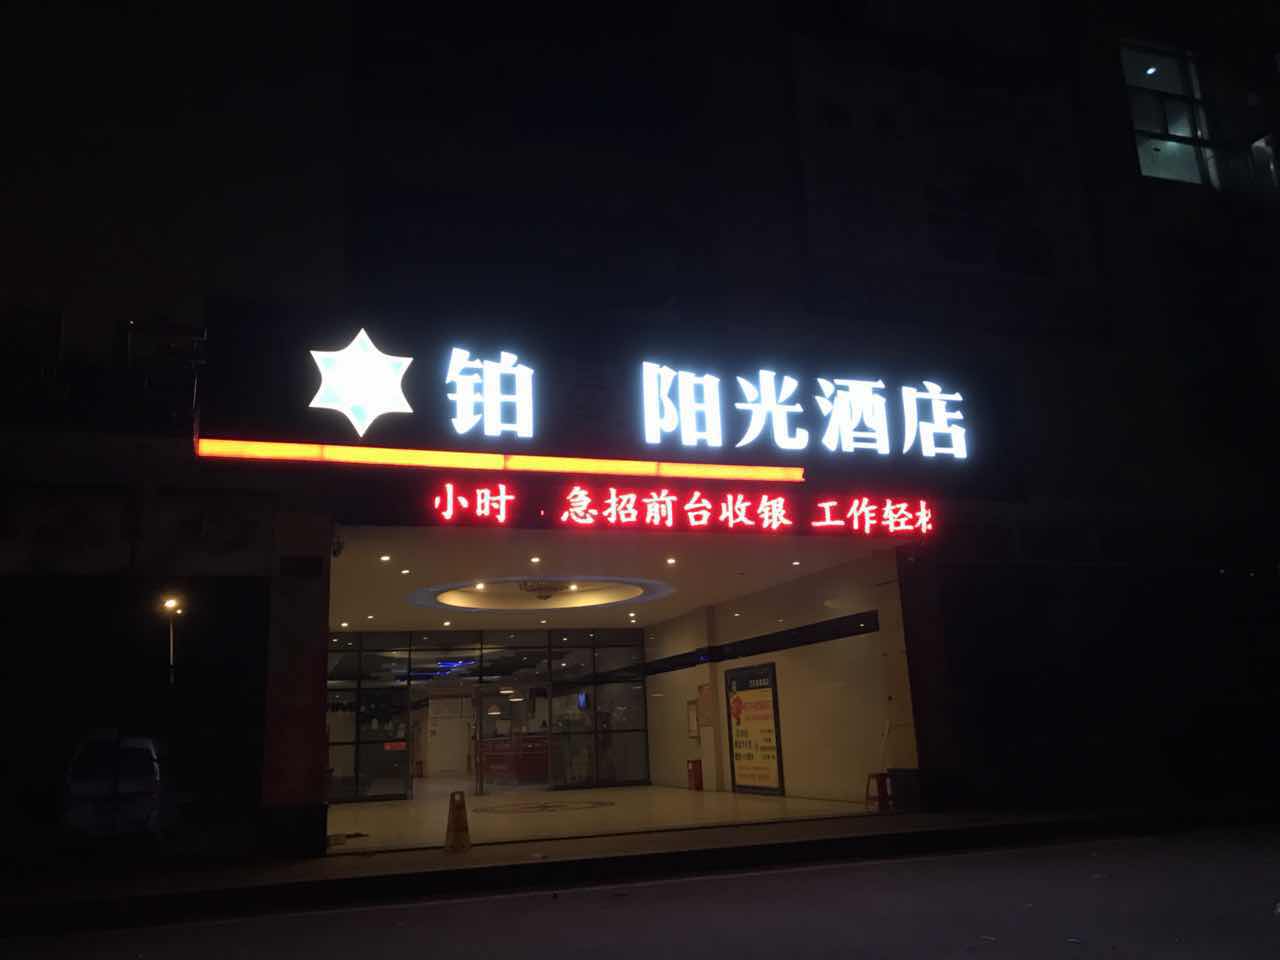 铂 阳光酒店
小时 . 急招前台收银 工作轻